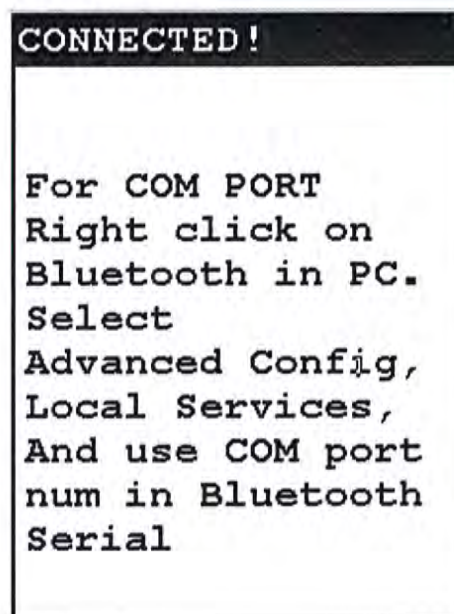 CONNECTED!
For COM PORT
Right click on
Bluetooth in PC.
Select
Advanced Config,
Local Services,
And use COM port
num in Bluetooth
Serial